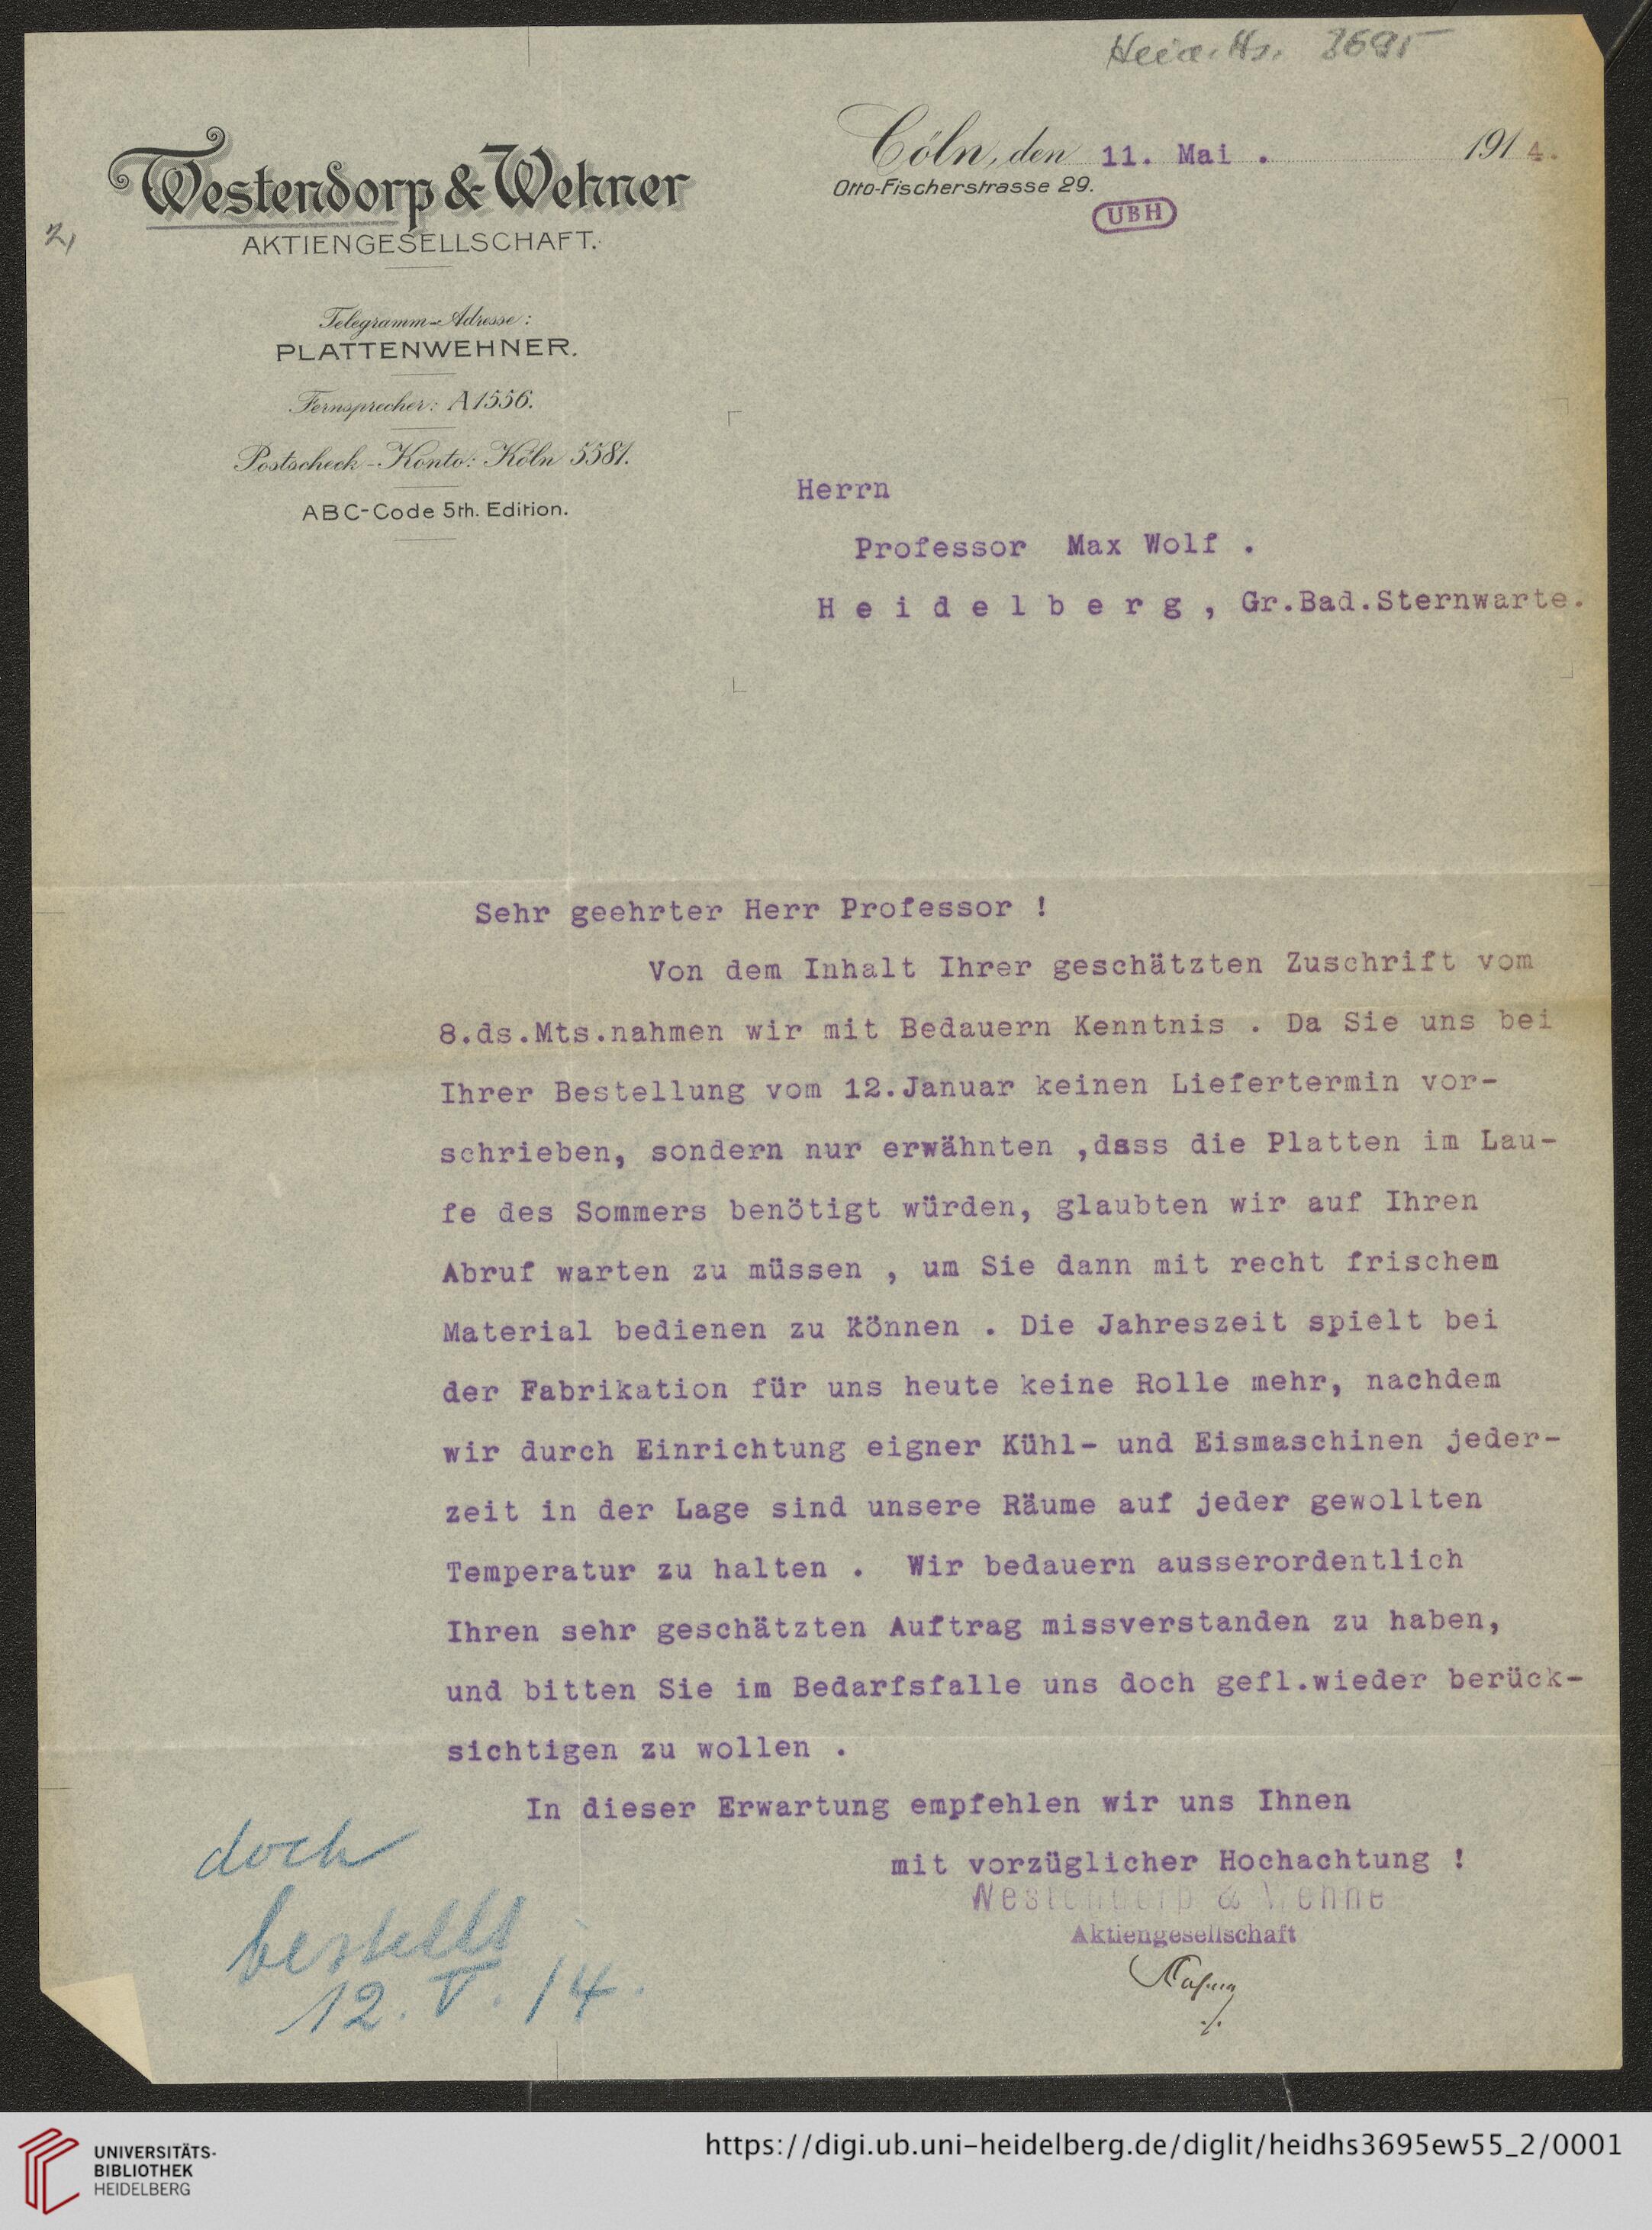 Heid. Hs. 3695
Westendorp & Wehner
AKTIENGESELLSCHAFT.
2,
Telegramm-Adresse:
PLATTENWEHNER.
Fernsprecher: A 1556.
Postscheck-Konto: Köln 5581.
ABC-Code 5th. Edition.
Cöln, den 11. Mai . 1914.
Otto-Fischerstrasse 29.
UBH
Herrn
Professor Max Wolf .
H e i d e l b e r g , Gr.Bad.Sternwarte.
Sehr geehrter Herr Professor !
Von dem Inhalt Ihrer geschätzten Zuschrift vom
8.ds.Mts.nahmen wir mit Bedauern Kenntnis . Da Sie uns bei
Ihrer Bestellung vom 12.Januar keinen Liefertermin vor-
schrieben, sondern nur erwähnten ,dass die Platten im Lau-
fe des Sommers benötigt würden, glaubten wir auf Ihren
Abruf warten zu müssen , um Sie dann mit recht frischem
Material bedienen zu können . Die Jahreszeit spielt bei
der Fabrikation für uns heute keine Rolle mehr, nachdem
wir durch Einrichtung eigner Kühl- und Eismaschinen jeder-
zeit in der Lage sind unsere Räume auf jeder gewollten
Temperatur zu halten . Wir bedauern ausserordentlich
Ihren sehr geschätzten Auftrag missverstanden zu haben,
und bitten Sie im Bedarfsfalle uns doch gefl.wieder berück-
sichtigen zu wollen .
In dieser Erwartung empfehlen wir uns Ihnen
mit vorzüglicher Hochachtung !
Westendorp & Wehne
Aktiengesellschaft
doch
bestellt
12. V. 14.
UNIVERSITÄTS-
BIBLIOTHEK
HEIDELBERG
https://digi.ub.uni-heidelberg.de/diglit/heidhs3695ew55_2/0001